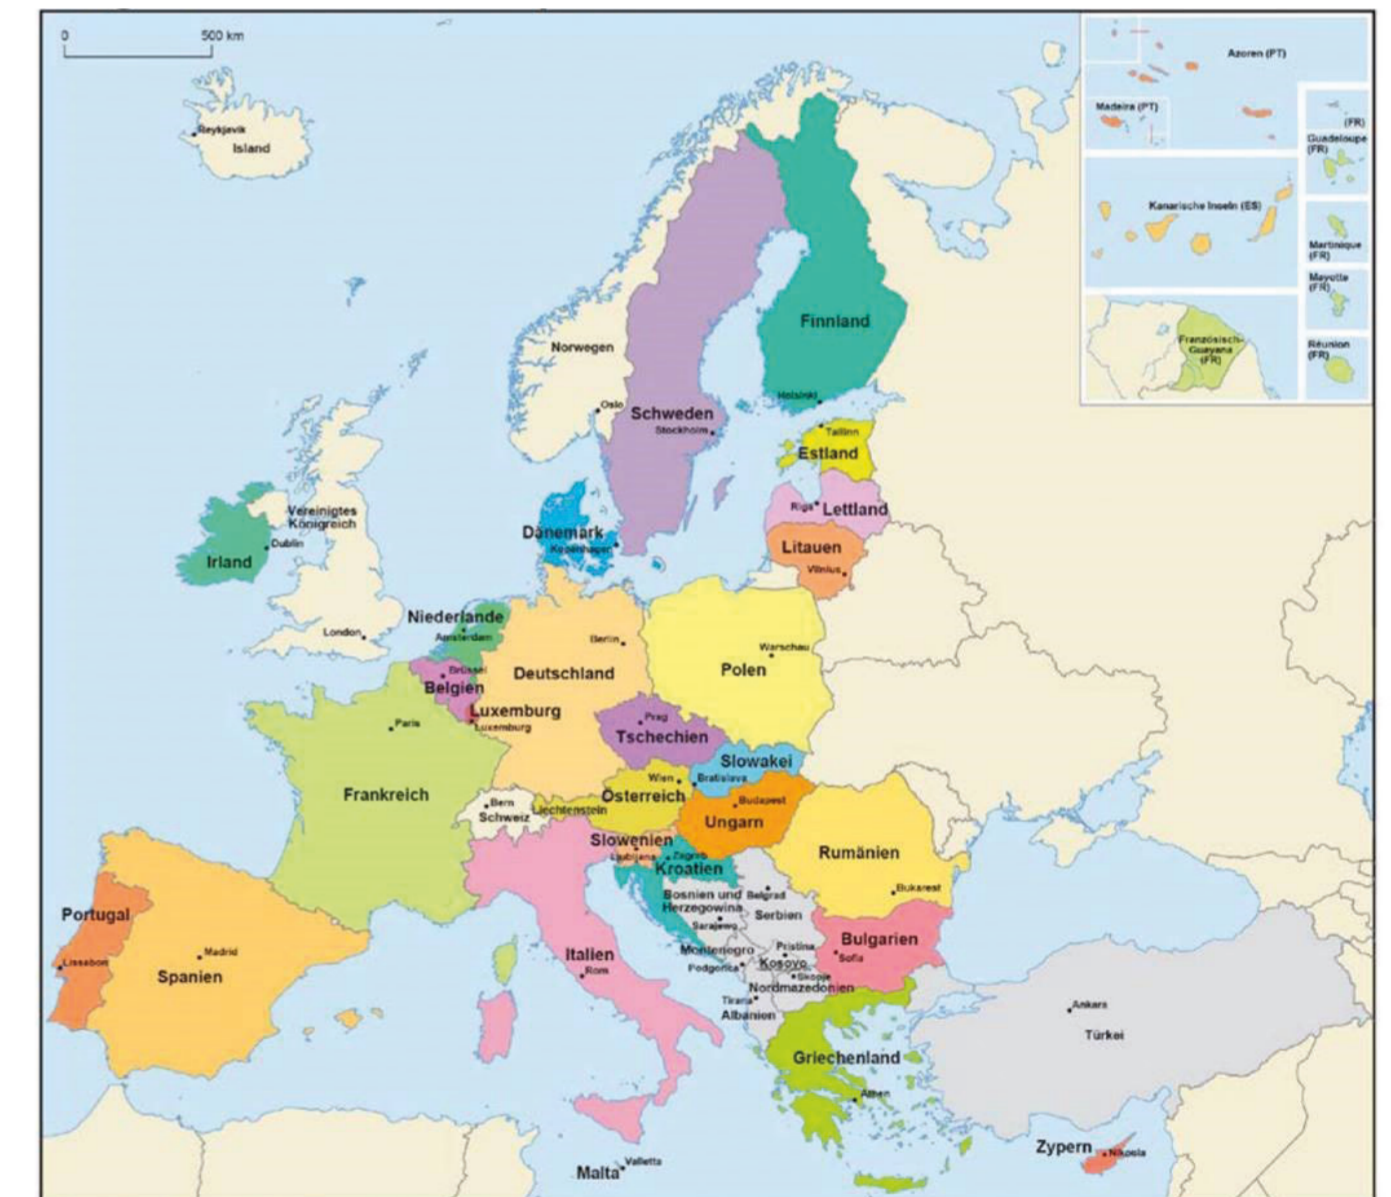 0 500 km
Azoren (PT)
Madeira (PT)
(FR)
Guadeloupe
(FR)
Kanarische Inseln (ES)
Martinique
(FR)
Mayotte
(FR)
Französisch-
Guayana
(FR)
Réunion
(FR)
Reykjavik
Island
Finnland
Helsinki
Norwegen
Oslo
Schweden
Stockholm
Tallinn
Estland
Riga
Lettland
Litauen
Vilnius
Vereinigtes
Königreich
Dublin
Irland
London
Dänemark
Kopenhagen
Niederlande
Amsterdam
Berlin
Deutschland
Warschau
Polen
Brüssel
Belgien
Luxemburg
Luxemburg
Paris
Frankreich
Prag
Tschechien
Slowakei
Bratislava
Wien
Österreich
Budapest
Ungarn
Bern
Schweiz
Liechtenstein
Slowenien
Ljubljana
Zagreb
Kroatien
Rumänien
Bukarest
Bosnien und
Herzegowina
Sarajewo
Belgrad
Serbien
Montenegro
Podgorica
Pristina
Kosovo
Skopje
Nordmazedonien
Tirana
Albanien
Bulgarien
Sofia
Portugal
Lissabon
Madrid
Spanien
Italien
Rom
Griechenland
Athen
Ankara
Türkei
Zypern
Nikosia
Malta
Valletta